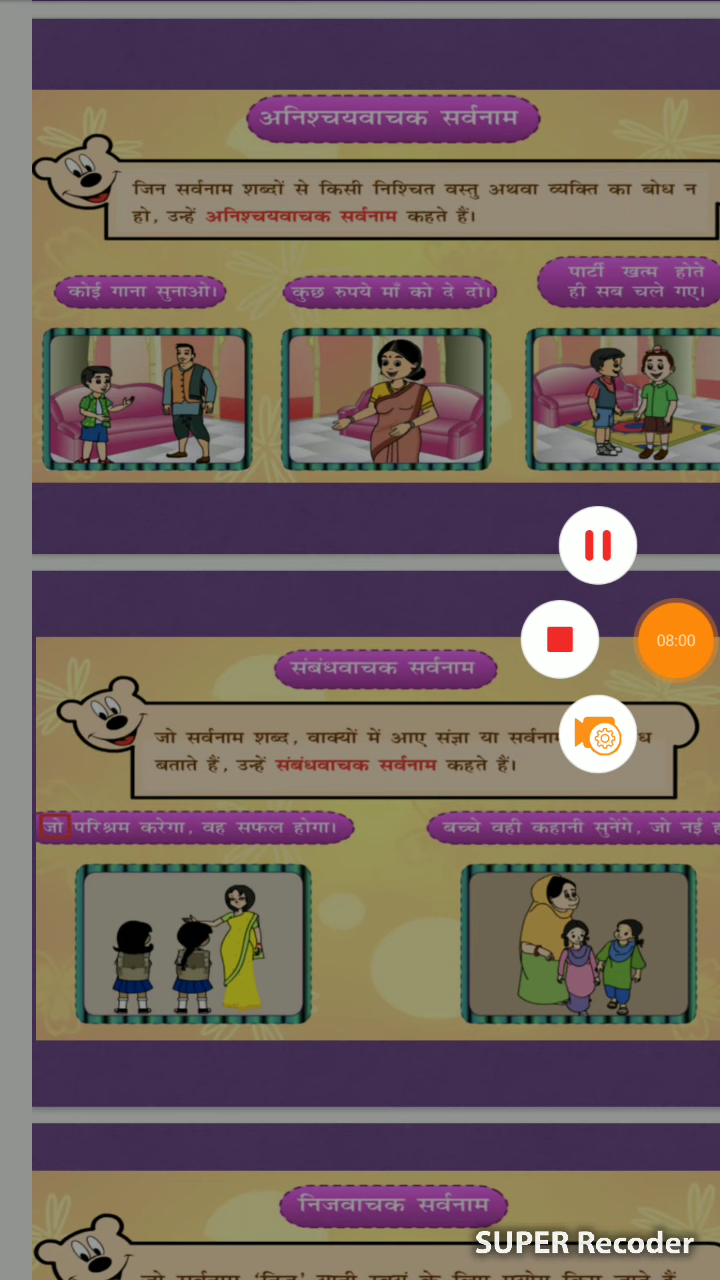 अनिश्चयवाचक सर्वनाम
जिन सर्वनाम शब्दों से किसी निश्चित वस्तु अथवा व्यक्ति का बोध न
हो, उन्हें अनिश्चयवाचक सर्वनाम कहते हैं।
कोई गाना सुनाओ।
कुछ रुपये माँ को दे दो।
पार्टी खत्म होते
ही सब चले गए।
08:00
संबंधवाचक सर्वनाम
जो सर्वनाम शब्द, वाक्यों में आए संज्ञा या
बताते हैं, उन्हें संबंधवाचक सर्वनाम कहते हैं।
जो परिश्रम करेगा, वह सफल होगा।
बच्चे वही कहानी सुनेंगे, जो नई
निजवाचक सर्वनाम
SUPER Recoder